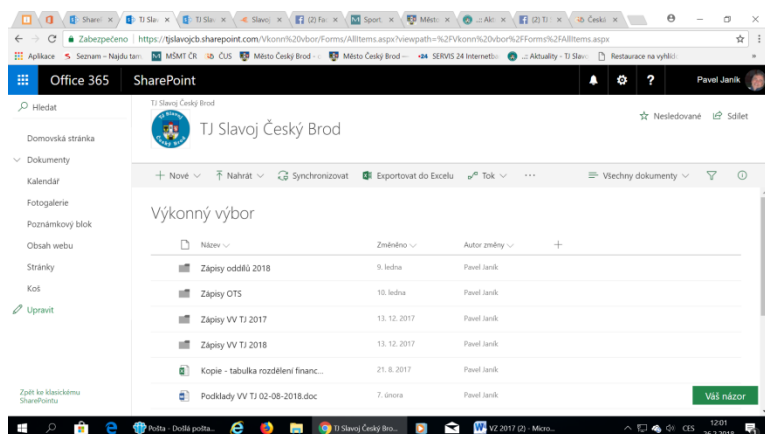 Sharel
TJ Sla
TJ Sla
Slavoj
(2) Fa
Sport
Měst
.: Akt
(2) TJ
Česko
Zabezpečeno | https://tjslavojcb.sharepoint.com/Vkonn%20vbor/Forms/AllItems.aspx?viewpath=%2FVkonn%20vbor%2FForms%2FAllItems.aspx
Aplikace Seznam – Najdu tam MŠMT ČR ČUS Město Český Brod – Město Český Brod – SERVIS 24 Internetba .: Aktuality - TJ Slavo Restaurace na vyhlíd
Office 365 SharePoint Pavel Janík
Hledat
Domovská stránka
Dokumenty
Kalendář
Fotogalerie
Poznámkový blok
Obsah webu
Stránky
Koš
Upravit
Zpět ke klasickému
SharePointu
TJ Slavoj Český Brod
TJ Slavoj Český Brod
Nesledované Sdílet
Nové Nahrát Synchronizovat Exportovat do Excelu Tok ··· Všechny dokumenty
Výkonný výbor
Název Změněno Autor změny
Zápisy oddílů 2018 9. ledna Pavel Janík
Zápisy OTS 10. ledna Pavel Janík
Zápisy VV TJ 2017 13. 12. 2017 Pavel Janík
Zápisy VV TJ 2018 13. 12. 2017 Pavel Janík
Kopie - tabulka rozdělení financ... 21. 8. 2017 Pavel Janík
Podklady VV TJ 02-08-2018.doc 7. února Pavel Janík
Váš názor
Pošta - Došlá pošta... TJ Slavoj Český Bro... VZ 2017 (2) - Micro... CES 12:01
26.2.2018